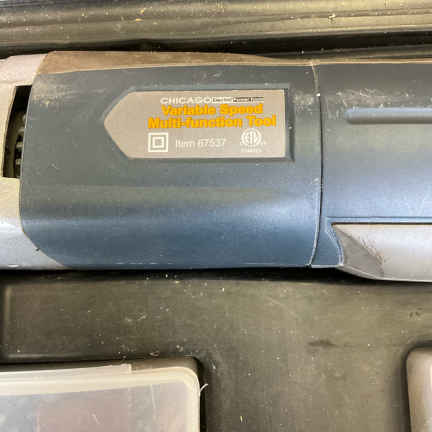 CHICAGO
Variable Speed
Multi-function Tool
Item 67537